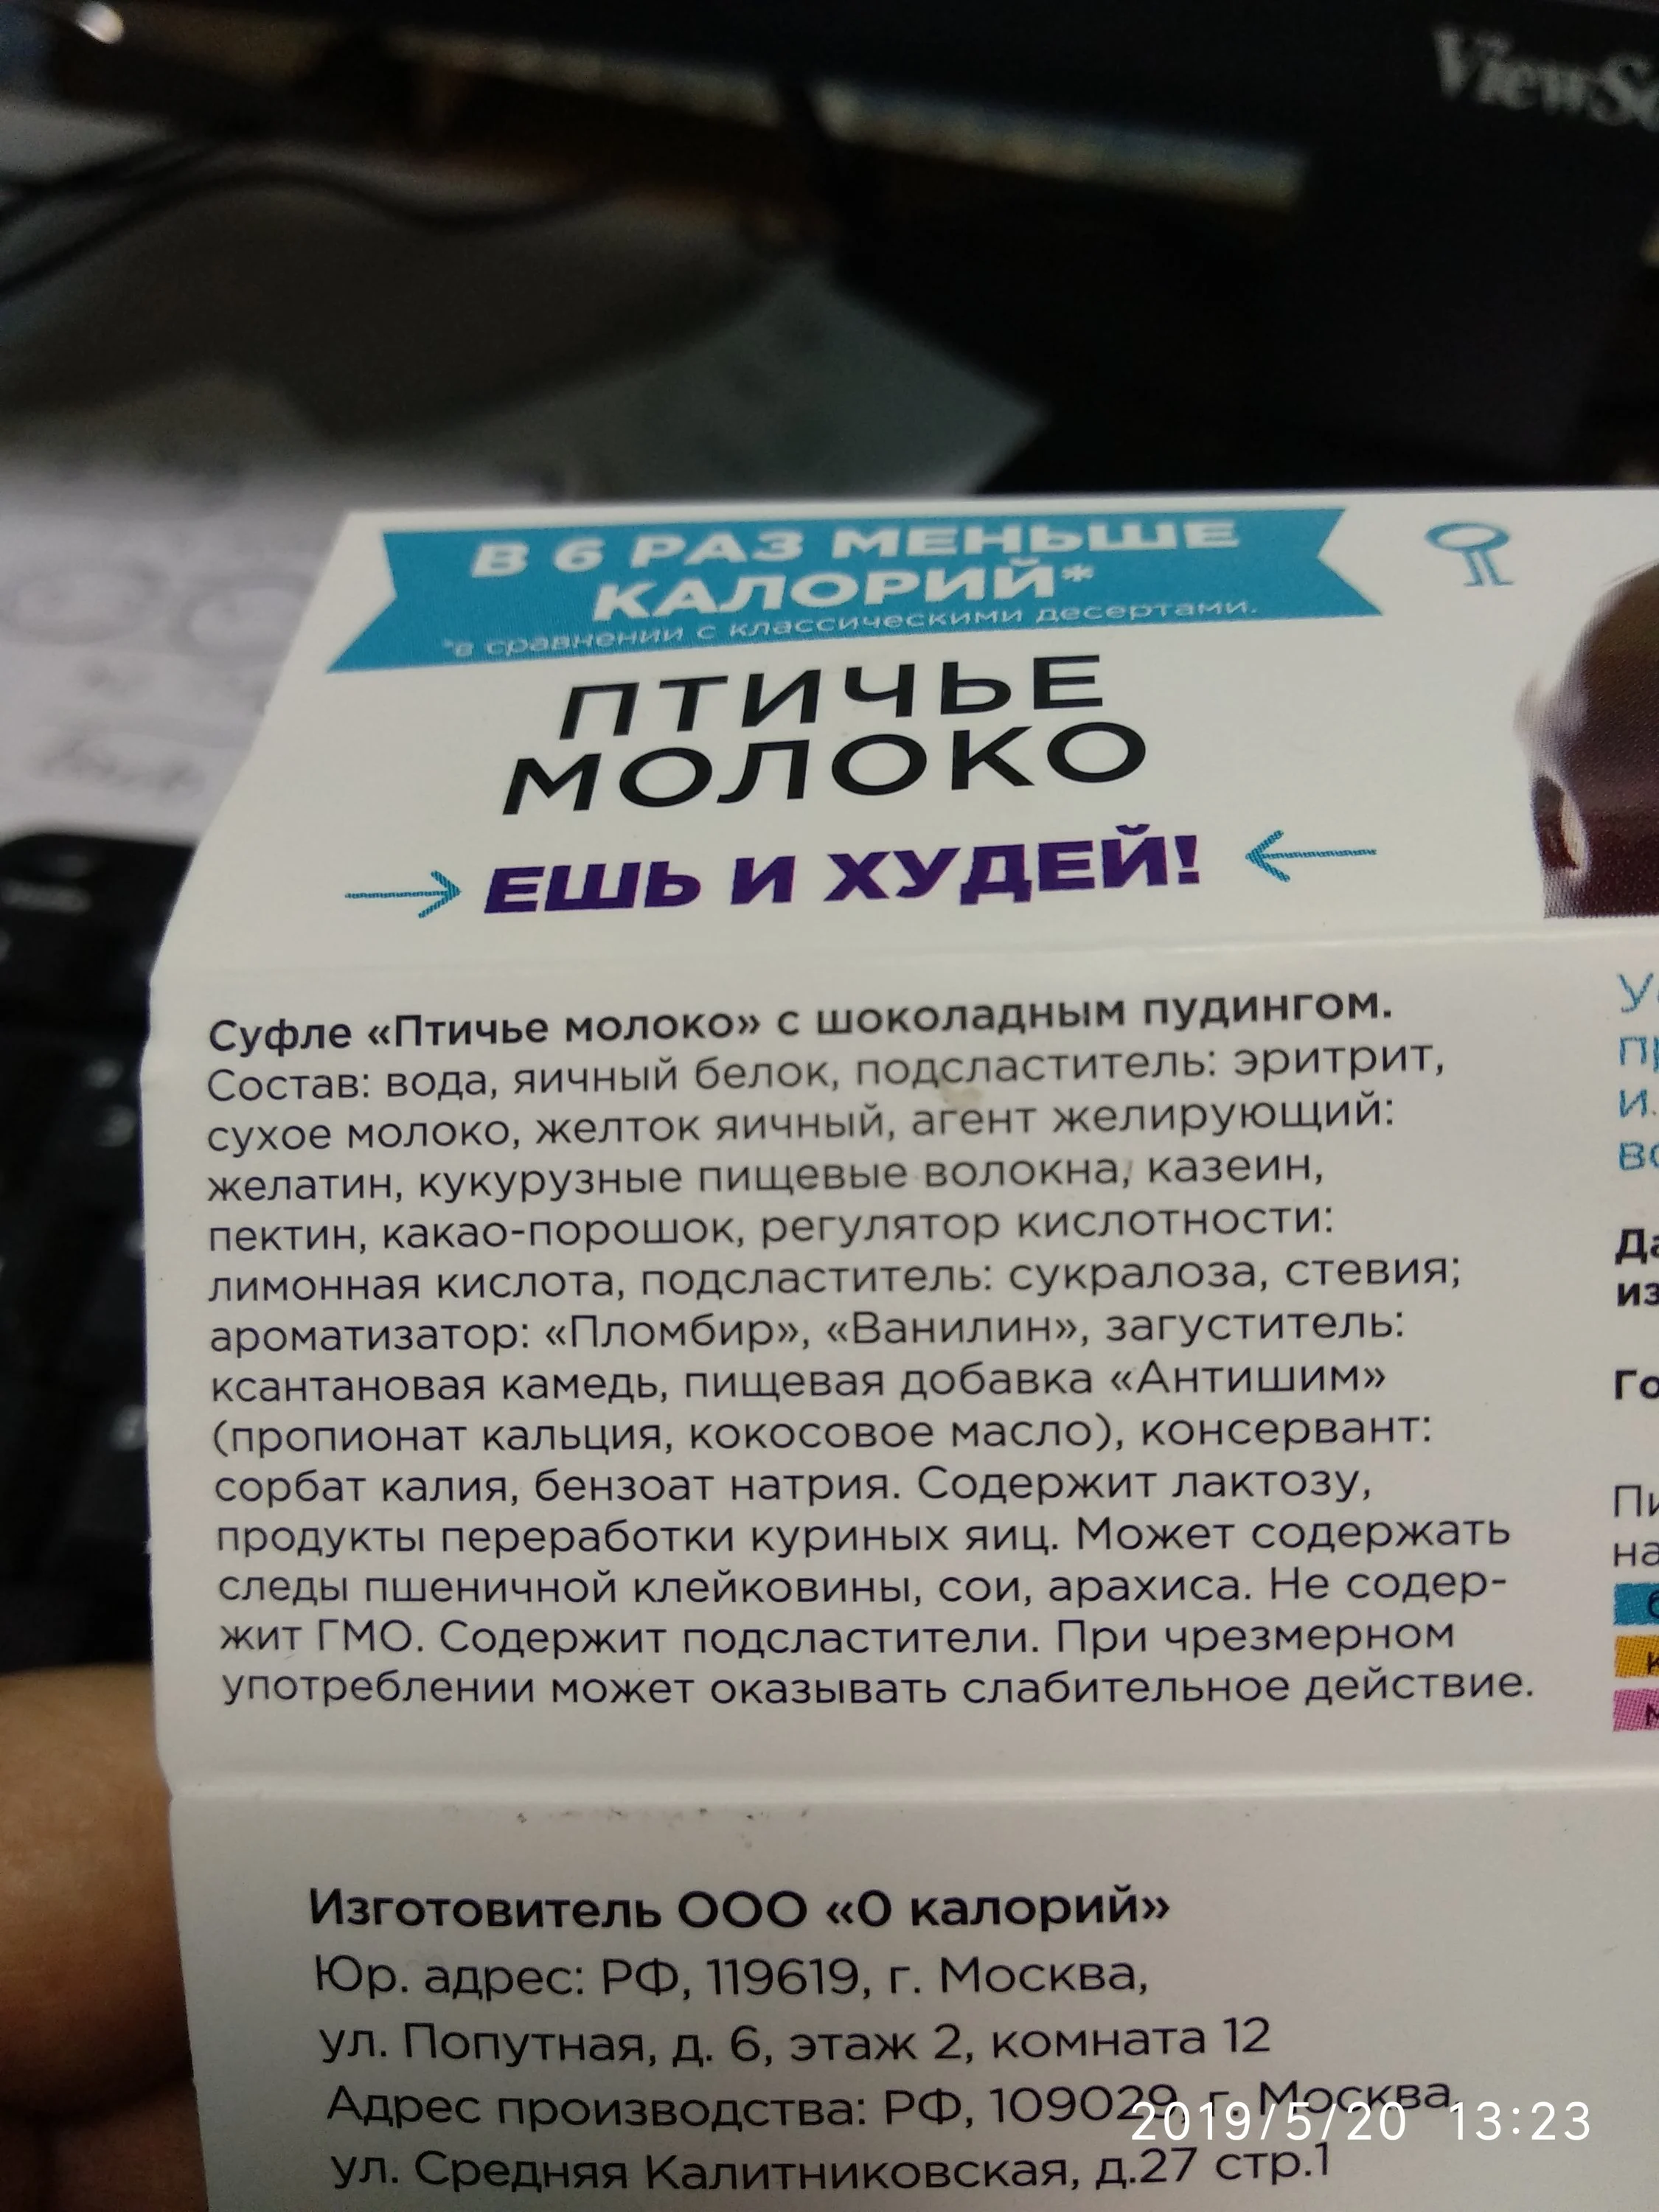 ViewSo
В 6 РАЗ МЕНЬШЕ
КАЛОРИЙ*
*в сравнении с классическими десертами.
ПТИЧЬЕ
МОЛОКО
ЕШЬ И ХУДЕЙ!
Суфле «Птичье молоко» с шоколадным пудингом.
Состав: вода, яичный белок, подсластитель: эритрит,
сухое молоко, желток яичный, агент желирующий:
желатин, кукурузные пищевые волокна, казеин,
пектин, какао-порошок, регулятор кислотности:
лимонная кислота, подсластитель: сукралоза, стевия;
ароматизатор: «Пломбир», «Ванилин», загуститель:
ксантановая камедь, пищевая добавка «Антишим»
(пропионат кальция, кокосовое масло), консервант:
сорбат калия, бензоат натрия. Содержит лактозу,
продукты переработки куриных яиц. Может содержать
следы пшеничной клейковины, сои, арахиса. Не содер-
жит ГМО. Содержит подсластители. При чрезмерном
употреблении может оказывать слабительное действие.
Изготовитель ООО «0 калорий»
Юр. адрес: РФ, 119619, г. Москва,
ул. Попутная, д. 6, этаж 2, комната 12
Адрес производства: РФ, 109029, г. Москва,
ул. Средняя Калитниковская, д.27 стр.1
2019/5/20 13:23